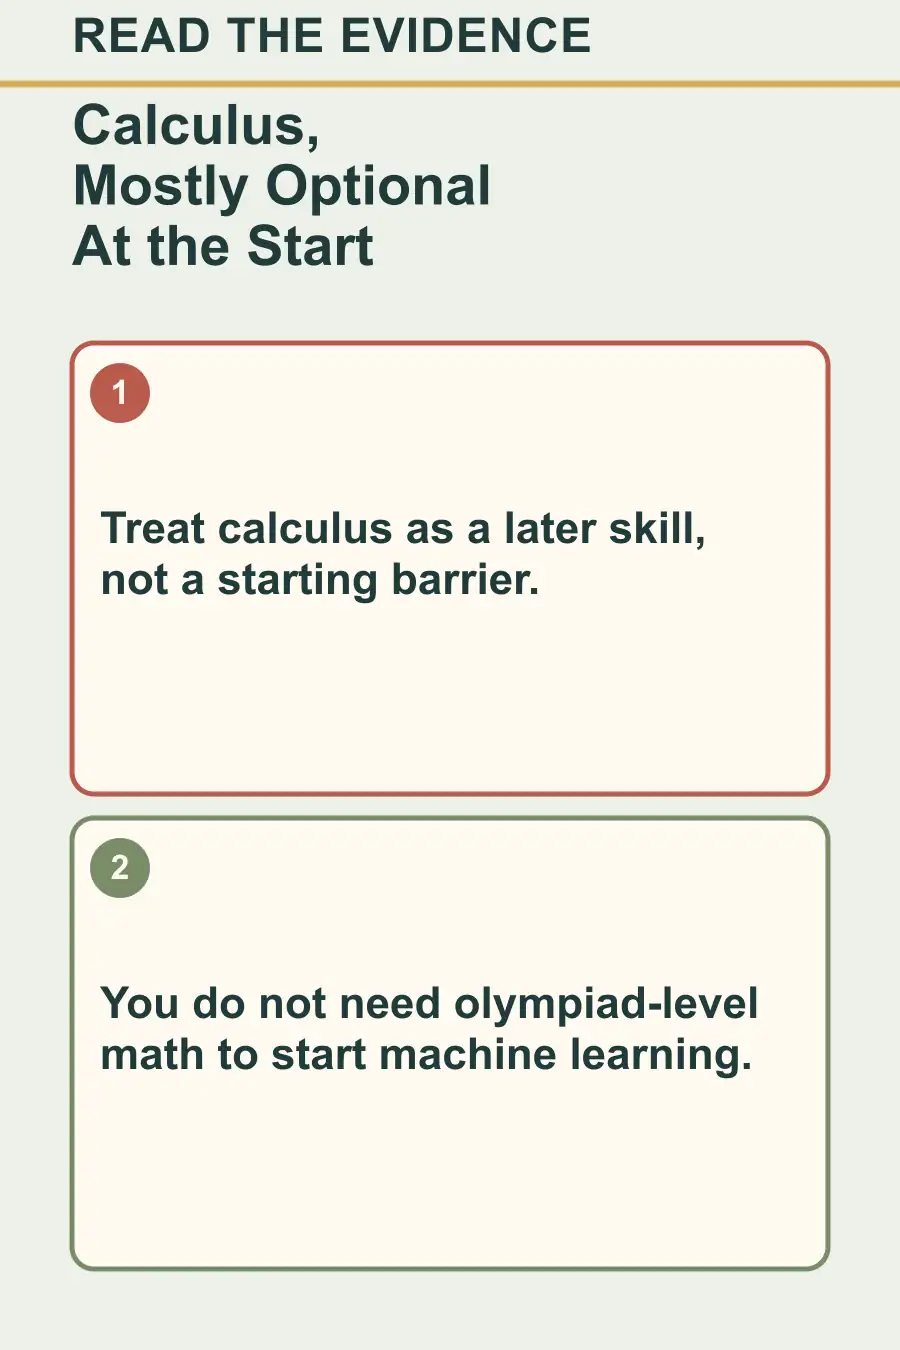 READ THE EVIDENCE
Calculus,
Mostly Optional
At the Start
1
Treat calculus as a later skill,
not a starting barrier.
2
You do not need olympiad-level
math to start machine learning.